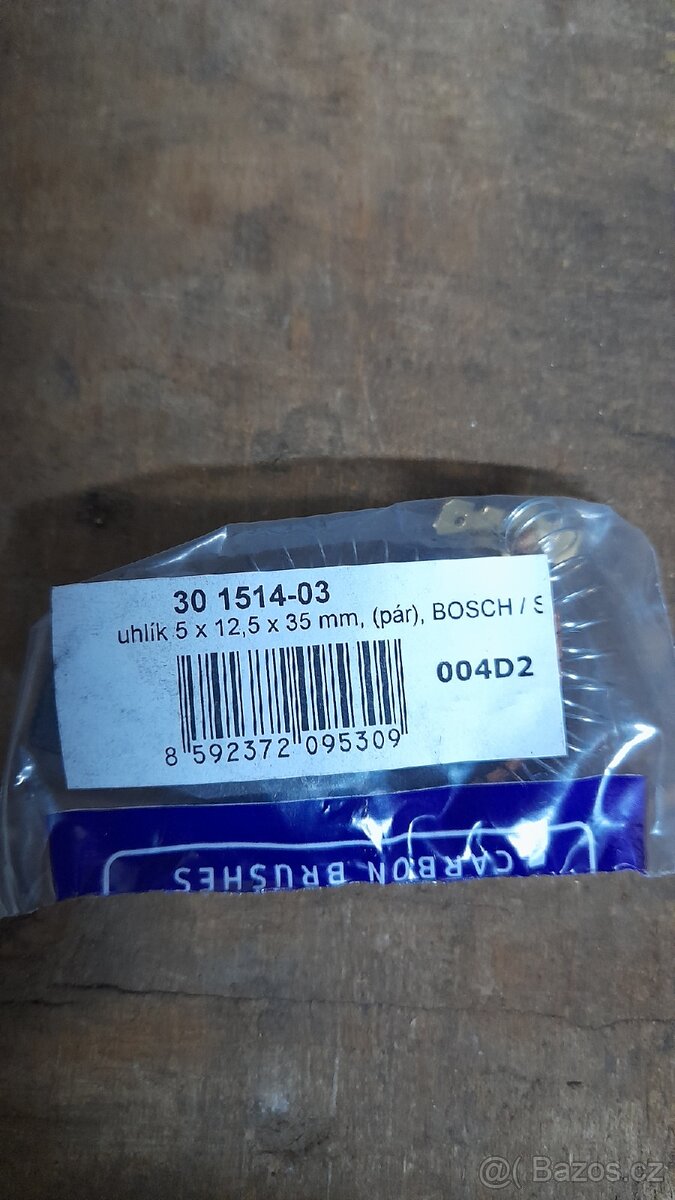 30 1514-03
uhlík 5 x 12,5 x 35 mm, (pár), BOSCH / S
004D2
8 592372 095309
CARBON BRUSHES
@( Bazos.cz